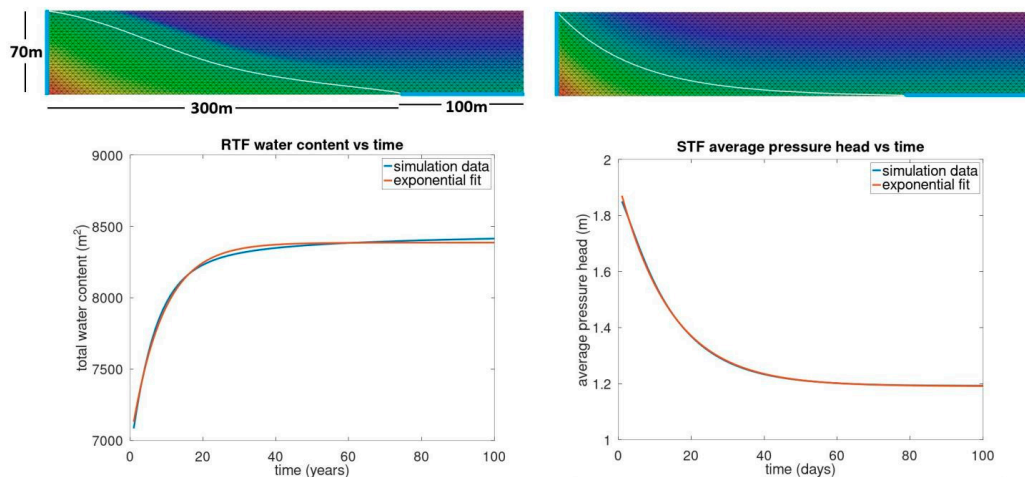 70m
300m
100m
RTF water content vs time
simulation data
exponential fit
total water content (m²)
9000
8500
8000
7500
7000
0 20 40 60 80 100
time (years)
STF average pressure head vs time
simulation data
exponential fit
average pressure head (m)
2
1.8
1.6
1.4
1.2
1
0 20 40 60 80 100
time (days)